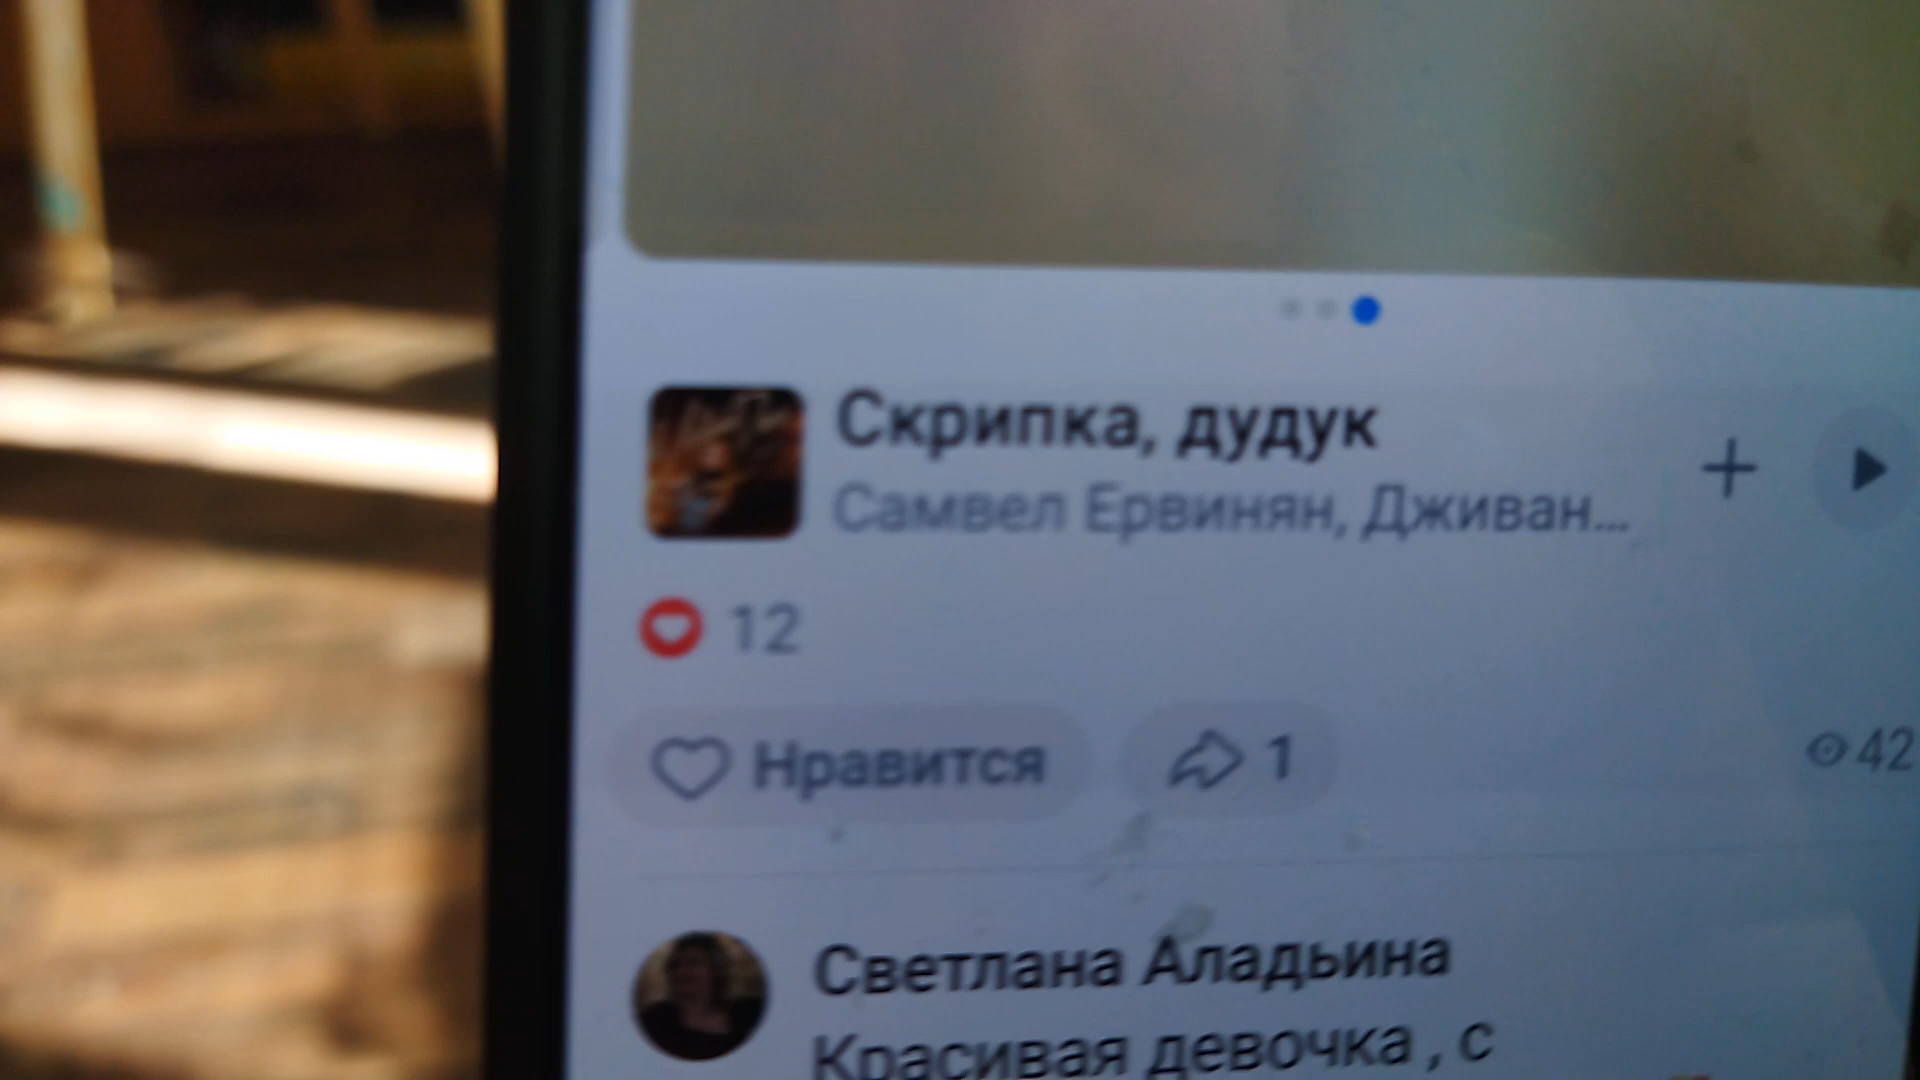 Скрипка, дудук
Самвел Ервинян, Дживан...
12
Нравится
1
42
Светлана Аладьина
Красивая девочка , с